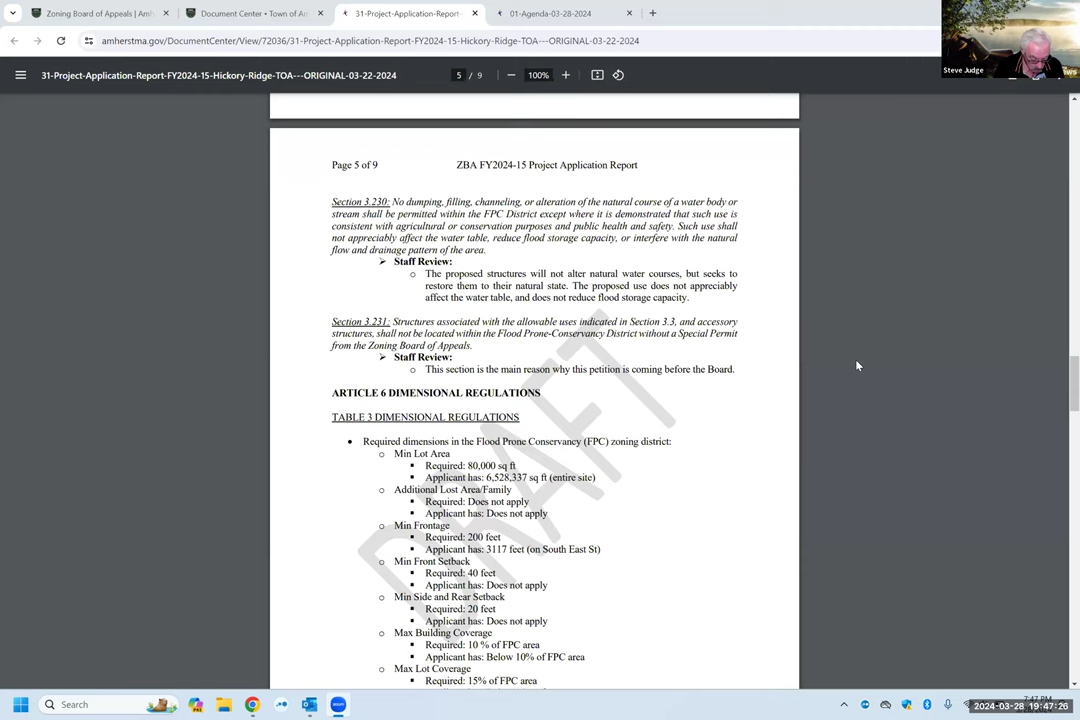 Zoning Board of Appeals | Amh
Document Center • Town of Am
31-Project-Application-Report-
01-Agenda-03-28-2024
amherstma.gov/DocumentCenter/View/72036/31-Project-Application-Report-FY2024-15-Hickory-Ridge-TOA---ORIGINAL-03-22-2024
31-Project-Application-Report-FY2024-15-Hickory-Ridge-TOA---ORIGINAL-03-22-2024
5 / 9
100%
Steve Judge
Page 5 of 9
ZBA FY2024-15 Project Application Report
Section 3.230: No dumping, filling, channeling, or alteration of the natural course of a water body or
stream shall be permitted within the FPC District except where it is demonstrated that such use is
consistent with agricultural or conservation purposes and public health and safety. Such use shall
not appreciably affect the water table, reduce flood storage capacity, or interfere with the natural
flow and drainage pattern of the area.
➢ Staff Review:
o The proposed structures will not alter natural water courses, but seeks to
restore them to their natural state. The proposed use does not appreciably
affect the water table, and does not reduce flood storage capacity.
Section 3.231: Structures associated with the allowable uses indicated in Section 3.3, and accessory
structures, shall not be located within the Flood Prone-Conservancy District without a Special Permit
from the Zoning Board of Appeals.
➢ Staff Review:
o This section is the main reason why this petition is coming before the Board.
ARTICLE 6 DIMENSIONAL REGULATIONS
TABLE 3 DIMENSIONAL REGULATIONS
• Required dimensions in the Flood Prone Conservancy (FPC) zoning district:
o Min Lot Area
▪ Required: 80,000 sq ft
▪ Applicant has: 6,528,337 sq ft (entire site)
o Additional Lost Area/Family
▪ Required: Does not apply
▪ Applicant has: Does not apply
o Min Frontage
▪ Required: 200 feet
▪ Applicant has: 3117 feet (on South East St)
o Min Front Setback
▪ Required: 40 feet
▪ Applicant has: Does not apply
o Min Side and Rear Setback
▪ Required: 20 feet
▪ Applicant has: Does not apply
o Max Building Coverage
▪ Required: 10 % of FPC area
▪ Applicant has: Below 10% of FPC area
o Max Lot Coverage
▪ Required: 15% of FPC area
DRAFT
Search
7:47 PM
2024-03-28 19:47:26